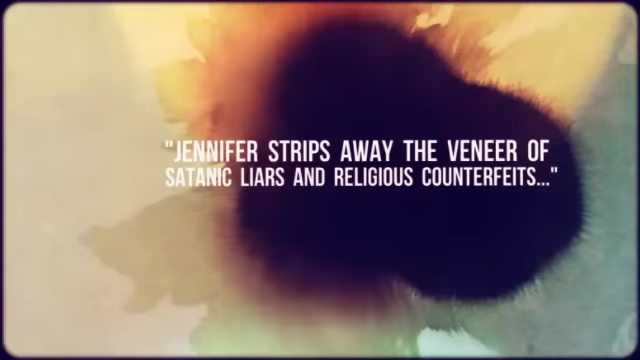 "JENNIFER STRIPS AWAY THE VENEER OF
SATANIC LIARS AND RELIGIOUS COUNTERFEITS..."